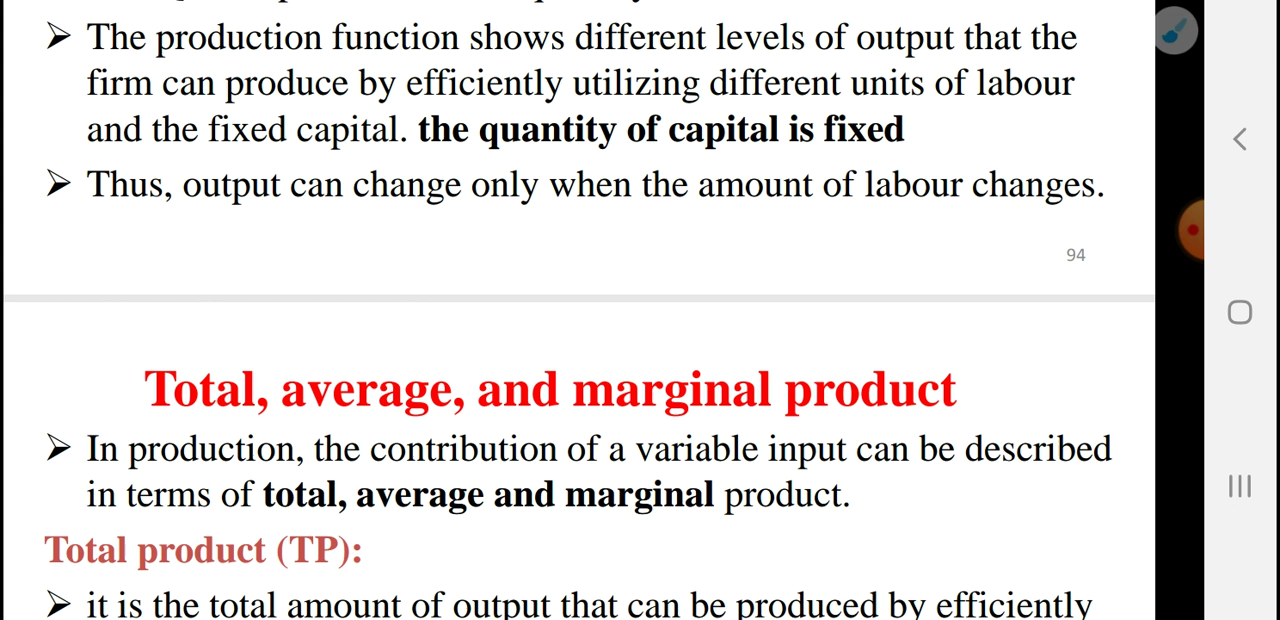 ➢ The production function shows different levels of output that the
firm can produce by efficiently utilizing different units of labour
and the fixed capital. the quantity of capital is fixed
➢ Thus, output can change only when the amount of labour changes.
94
Total, average, and marginal product
➢ In production, the contribution of a variable input can be described
in terms of total, average and marginal product.
Total product (TP):
➢ it is the total amount of output that can be produced by efficiently